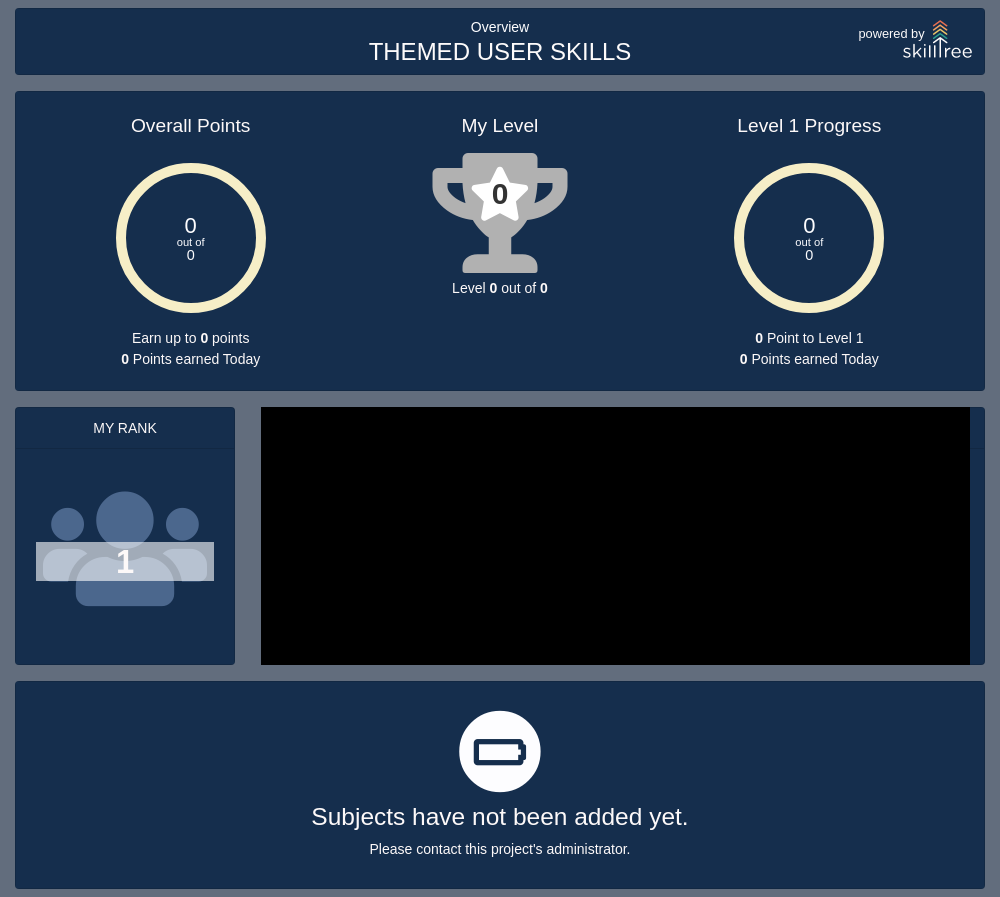 Overview
THEMED USER SKILLS
powered by
skilltree
Overall Points
0
out of
0
Earn up to 0 points
0 Points earned Today
My Level
0
Level 0 out of 0
Level 1 Progress
0
out of
0
0 Point to Level 1
0 Points earned Today
MY RANK
1
Subjects have not been added yet.
Please contact this project's administrator.